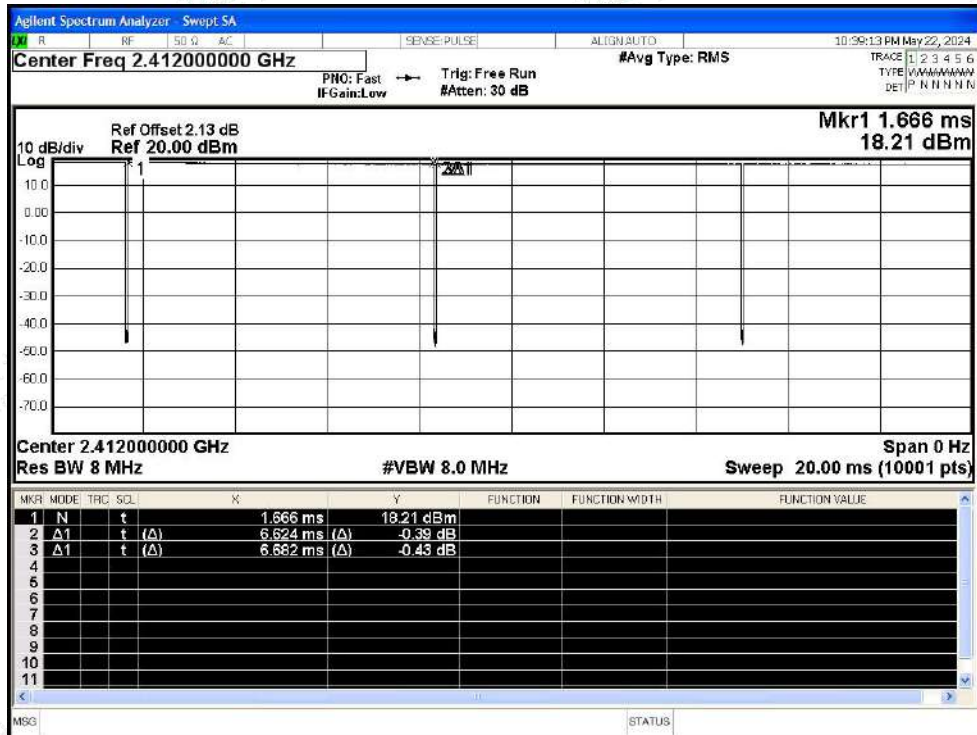 Agilent Spectrum Analyzer - Swept SA
LXI R RF 50 Ω AC SENSE:PULSE ALIGN AUTO 10:39:13 PM May 22, 2024
Center Freq 2.412000000 GHz #Avg Type: RMS TRACE 1 2 3 4 5 6
PNO: Fast Trig: Free Run TYPE
IFGain:Low #Atten: 30 dB DET P N N N N N
Mkr1 1.666 ms
Ref Offset 2.13 dB
10 dB/div Ref 20.00 dBm 18.21 dBm
Log
1
10.0
0.00
-10.0
-20.0
-30.0
-40.0
-50.0
-60.0
-70.0
Center 2.412000000 GHz Span 0 Hz
Res BW 8 MHz #VBW 8.0 MHz Sweep 20.00 ms (10001 pts)
MKR MODE TRC SCL X Y FUNCTION FUNCTION WIDTH FUNCTION VALUE
1 N t 1.666 ms 18.21 dBm
2 Δ1 t (Δ) 6.624 ms (Δ) -0.39 dB
3 Δ1 t (Δ) 6.682 ms (Δ) -0.43 dB
4
5
6
7
8
9
10
11
MSG STATUS